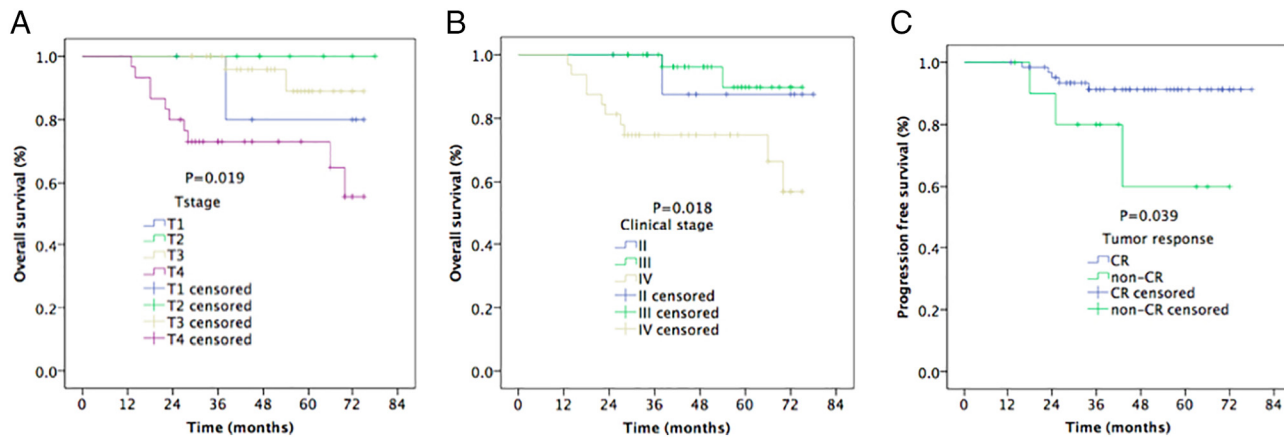 A
Overall survival (%)
1.0
0.8
0.6
0.4
0.2
0.0
P=0.019
Tstage
T1
T2
T3
T4
T1 censored
T2 censored
T3 censored
T4 censored
0 12 24 36 48 60 72 84
Time (months)
B
Overall survival (%)
1.0
0.8
0.6
0.4
0.2
0.0
P=0.018
Clinical stage
II
III
IV
II censored
III censored
IV censored
0 12 24 36 48 60 72 84
Time (months)
C
Progression free survival (%)
1.0
0.8
0.6
0.4
0.2
0.0
P=0.039
Tumor response
CR
non-CR
CR censored
non-CR censored
0 12 24 36 48 60 72 84
Time (months)